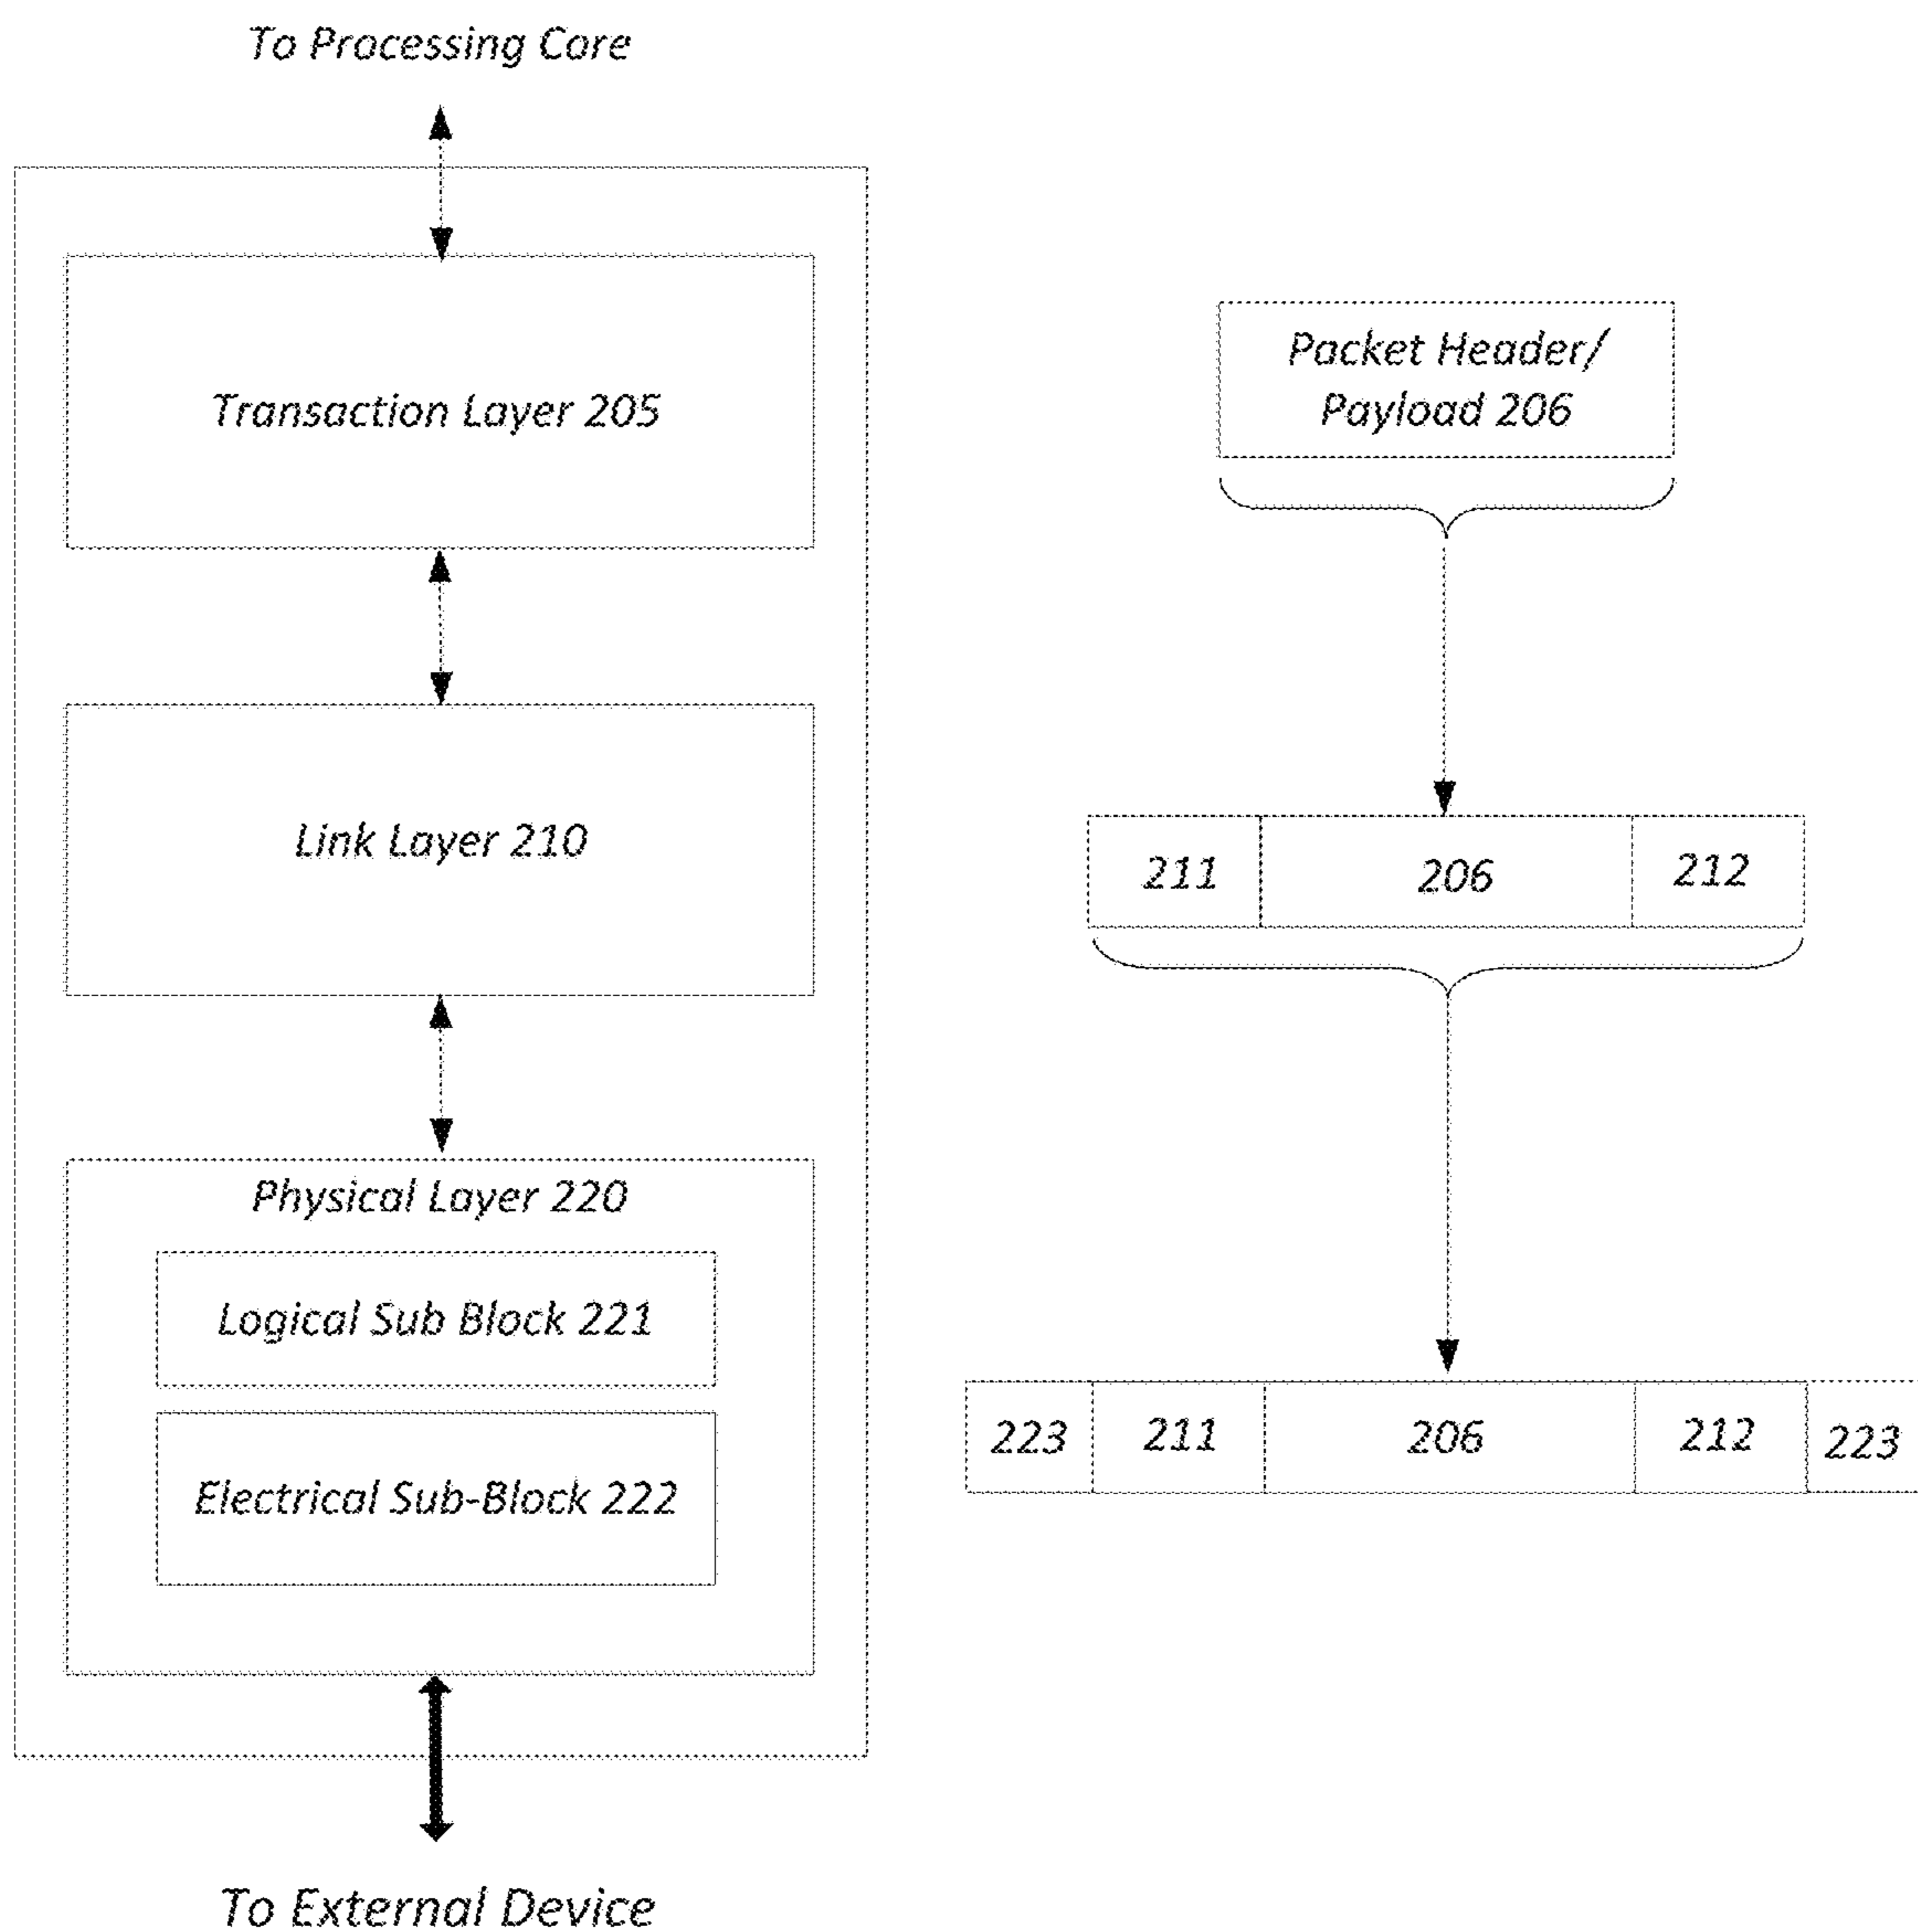 To Processing Core
Transaction Layer 205
Packet Header/
Payload 206
Link Layer 210
211 206 212
Physical Layer 220
Logical Sub Block 221
Electrical Sub-Block 222
223 211 206 212 223
To External Device